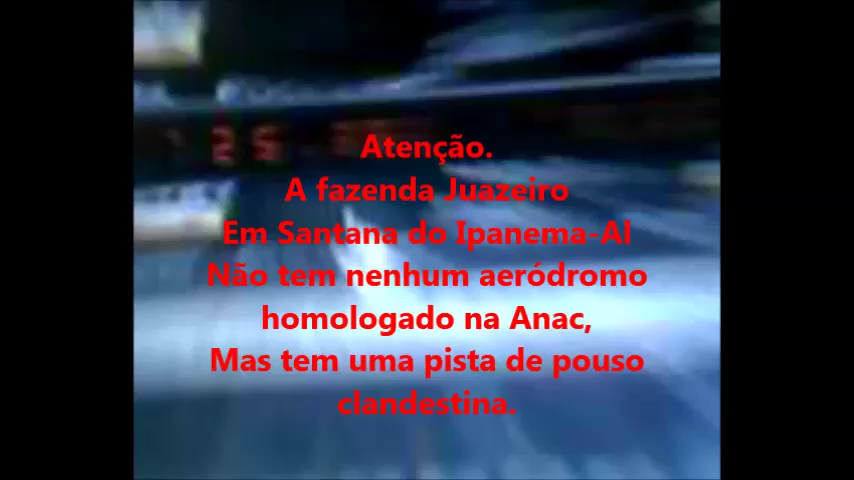 Atenção.
A fazenda Juazeiro
Em Santana do Ipanema-Al
Não tem nenhum aeródromo
homologado na Anac,
Mas tem uma pista de pouso
clandestina.